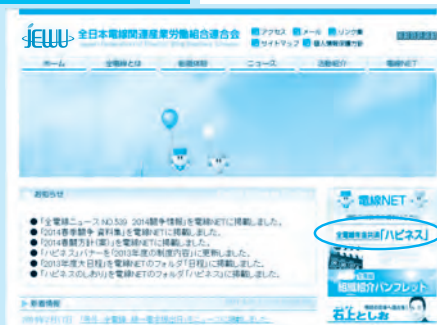 JEWU 全日本電線関連産業労働組合連合会
アクセス メール リンク集
サイトマップ 個人情報保護方針
ホーム 全電線とは 組織体制 ニュース 活動紹介 電線NET
お知らせ
●「全電線ニュース NO.539 2014闘争情報」を電線NETに掲載しました。
●「2014春季闘争 資料集」を電線NETに掲載しました。
●「2014春闘方針(案)」を電線NETに掲載しました。
●「ハピネス」バナーを「2013年度の制度内容」に更新しました。
●「2013年度大日程」を電線NETのフォルダ「日程」に掲載しました。
●「ハピネスのしおり」を電線NETのフォルダ「ハピネス」に掲載しました。
新着情報
電線NET
全電線年金共済「ハピネス」
組織紹介パンフレット
石上としお